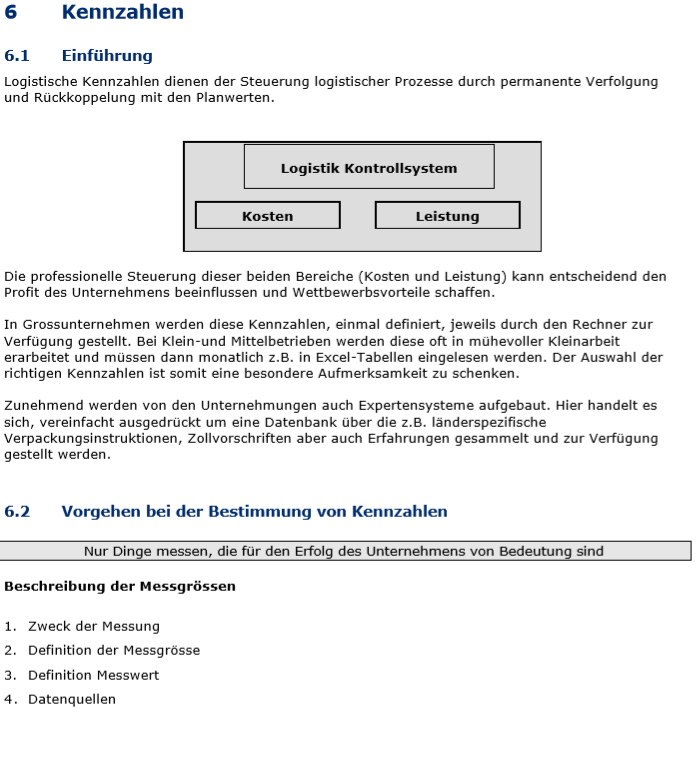 6 Kennzahlen
6.1 Einführung
Logistische Kennzahlen dienen der Steuerung logistischer Prozesse durch permanente Verfolgung
und Rückkoppelung mit den Planwerten.
Logistik Kontrollsystem
Kosten Leistung
Die professionelle Steuerung dieser beiden Bereiche (Kosten und Leistung) kann entscheidend den
Profit des Unternehmens beeinflussen und Wettbewerbsvorteile schaffen.
In Grossunternehmen werden diese Kennzahlen, einmal definiert, jeweils durch den Rechner zur
Verfügung gestellt. Bei Klein-und Mittelbetrieben werden diese oft in mühevoller Kleinarbeit
erarbeitet und müssen dann monatlich z.B. in Excel-Tabellen eingelesen werden. Der Auswahl der
richtigen Kennzahlen ist somit eine besondere Aufmerksamkeit zu schenken.
Zunehmend werden von den Unternehmungen auch Expertensysteme aufgebaut. Hier handelt es
sich, vereinfacht ausgedrückt um eine Datenbank über die z.B. länderspezifische
Verpackungsinstruktionen, Zollvorschriften aber auch Erfahrungen gesammelt und zur Verfügung
gestellt werden.
6.2 Vorgehen bei der Bestimmung von Kennzahlen
Nur Dinge messen, die für den Erfolg des Unternehmens von Bedeutung sind
Beschreibung der Messgrössen
1. Zweck der Messung
2. Definition der Messgrösse
3. Definition Messwert
4. Datenquellen